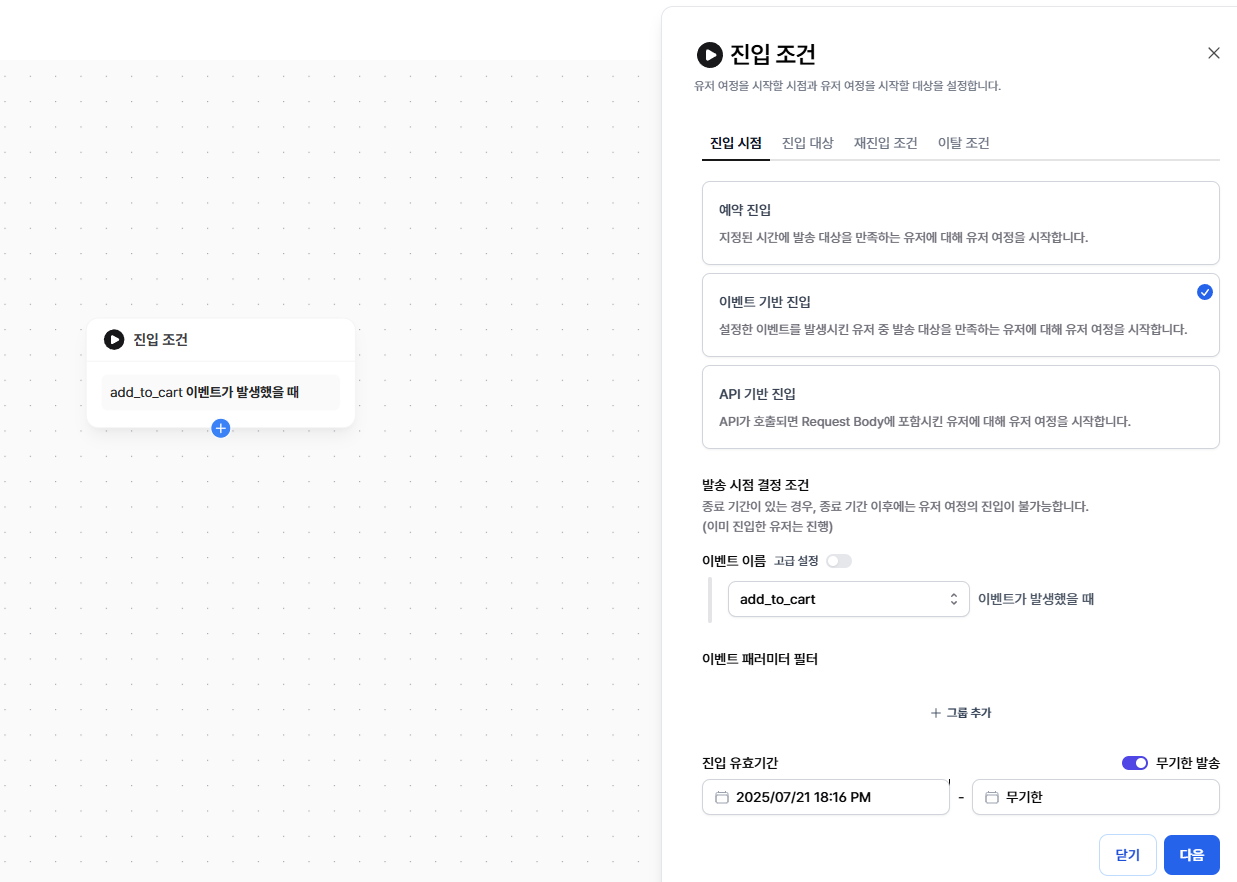 진입 조건
add_to_cart 이벤트가 발생했을 때
진입 조건
유저 여정을 시작할 시점과 유저 여정을 시작할 대상을 설정합니다.
진입 시점 진입 대상 재진입 조건 이탈 조건
예약 진입
지정된 시간에 발송 대상을 만족하는 유저에 대해 유저 여정을 시작합니다.
이벤트 기반 진입
설정한 이벤트를 발생시킨 유저 중 발송 대상을 만족하는 유저에 대해 유저 여정을 시작합니다.
API 기반 진입
API가 호출되면 Request Body에 포함시킨 유저에 대해 유저 여정을 시작합니다.
발송 시점 결정 조건
종료 기간이 있는 경우, 종료 기간 이후에는 유저 여정의 진입이 불가능합니다.
(이미 진입한 유저는 진행)
이벤트 이름 고급 설정
add_to_cart 이벤트가 발생했을 때
이벤트 패러미터 필터
+ 그룹 추가
진입 유효기간 무기한 발송
2025/07/21 18:16 PM - 무기한
닫기 다음